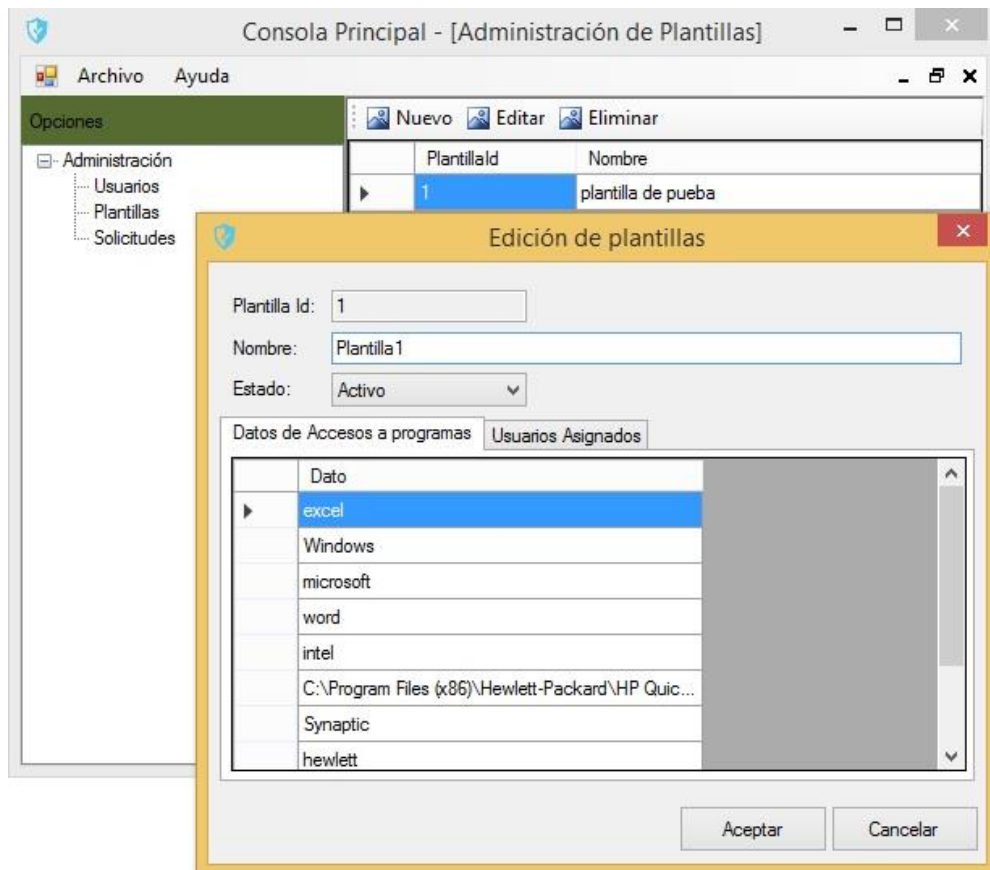 Consola Principal - [Administración de Plantillas]
Archivo Ayuda
Opciones
Nuevo Editar Eliminar
Administración
Usuarios
Plantillas
Solicitudes
PlantillaId Nombre
1 plantilla de pueba
Edición de plantillas
Plantilla Id: 1
Nombre: Plantilla1
Estado: Activo
Datos de Accesos a programas Usuarios Asignados
Dato
excel
Windows
microsoft
word
intel
C:\Program Files (x86)\Hewlett-Packard\HP Quic...
Synaptic
hewlett
Aceptar Cancelar